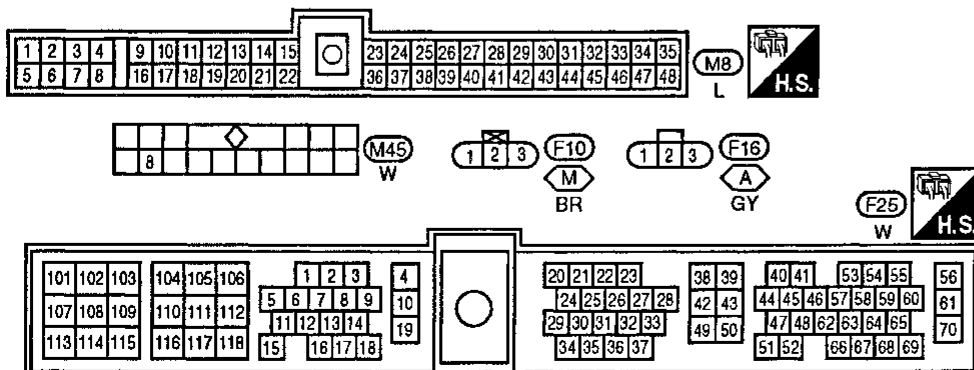 1 2 3 4 9 10 11 12 13 14 15 23 24 25 26 27 28 29 30 31 32 33 34 35
5 6 7 8 16 17 18 19 20 21 22 36 37 38 39 40 41 42 43 44 45 46 47 48
M8
L
H.S.
8
M45
W
1 2 3
F10
M
BR
1 2 3
F16
A
GY
F25
W
H.S.
101 102 103 104 105 106 1 2 3 4 20 21 22 23 38 39 40 41 53 54 55 56
107 108 109 110 111 112 5 6 7 8 9 10 24 25 26 27 28 42 43 44 45 46 57 58 59 60 61
11 12 13 14 19 29 30 31 32 33 47 48 62 63 64 65
113 114 115 116 117 118 15 16 17 18 34 35 36 37 49 50 51 52 66 67 68 69 70